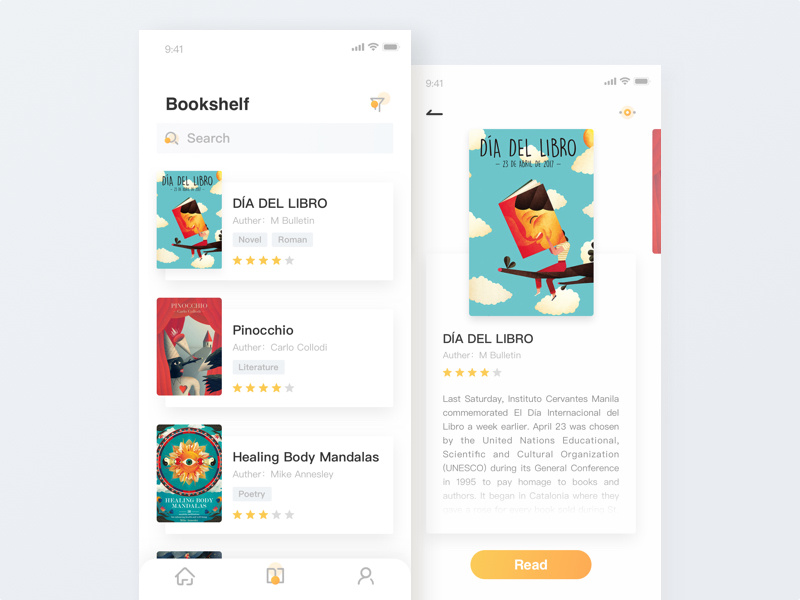 9:41
Bookshelf
Search
DÍA DEL LIBRO
23 DE ABRIL DE 2017
DÍA DEL LIBRO
Auther: M Bulletin
Novel Roman
PINOCCHIO
Carlo Collodi
Pinocchio
Auther: Carlo Collodi
Literature
HEALING BODY
MANDALAS
Healing Body Mandalas
Auther: Mike Annesley
Poetry
9:41
DÍA DEL LIBRO
– 23 DE ABRIL DE 2017 –
DÍA DEL LIBRO
Auther: M Bulletin
Last Saturday, Instituto Cervantes Manila
commemorated El Día Internacional del
Libro a week earlier. April 23 was chosen
by the United Nations Educational,
Scientific and Cultural Organization
(UNESCO) during its General Conference
in 1995 to pay homage to books and
authors. It began in Catalonia where they
Read